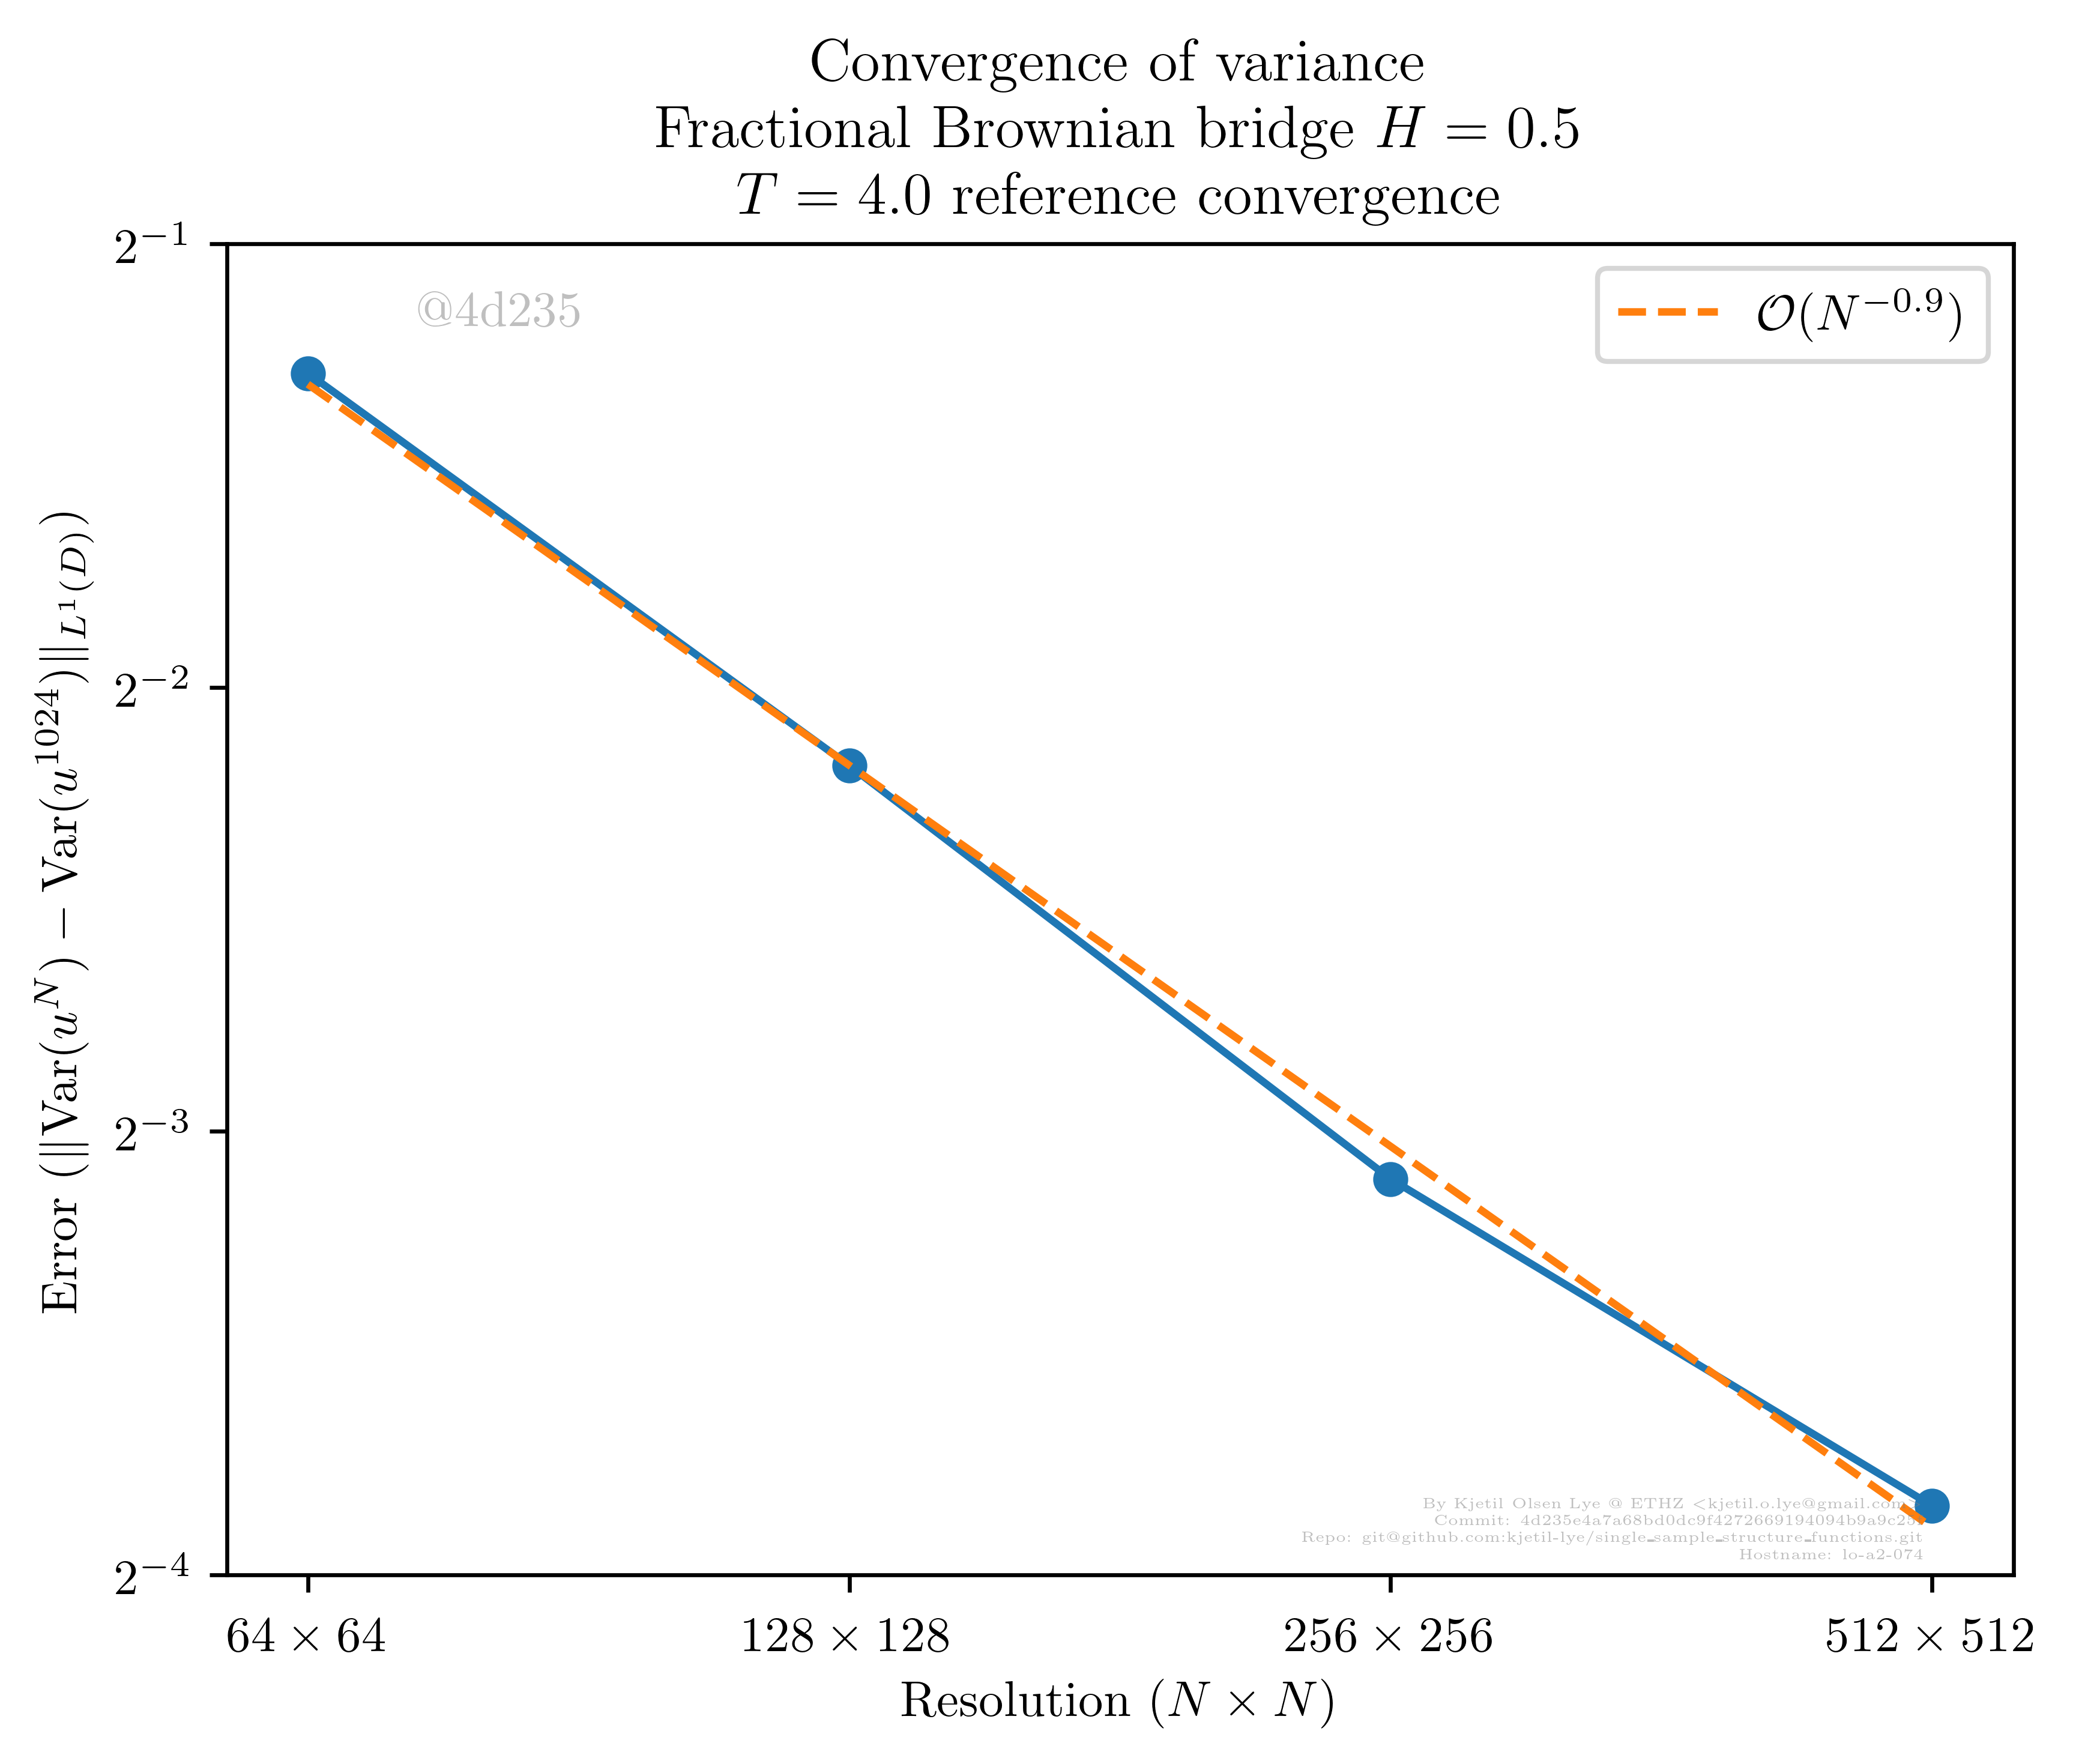 Convergence of variance
Fractional Brownian bridge H = 0.5
T = 4.0 reference convergence
2⁻¹
@4d235
O(N⁻⁰·⁹)
2⁻²
2⁻³
2⁻⁴
Error (‖Var(uᴺ) − Var(u¹⁰²⁴)‖_{L¹(D)})
By Kjetil Olsen Lye @ ETHZ <kjetil.o.lye@gmail.com>
Commit:
Repo: git@github.com:kjetil-lye/single_sample_structure_functions.git
Hostname: lo-a2-074
64 × 64
128 × 128
256 × 256
512 × 512
Resolution (N × N)